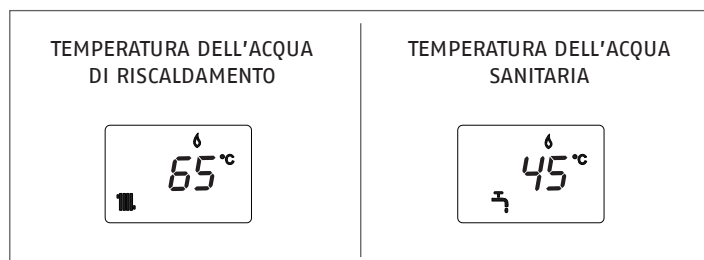 TEMPERATURA DELL'ACQUA
DI RISCALDAMENTO
65 °C
TEMPERATURA DELL'ACQUA
SANITARIA
45 °C